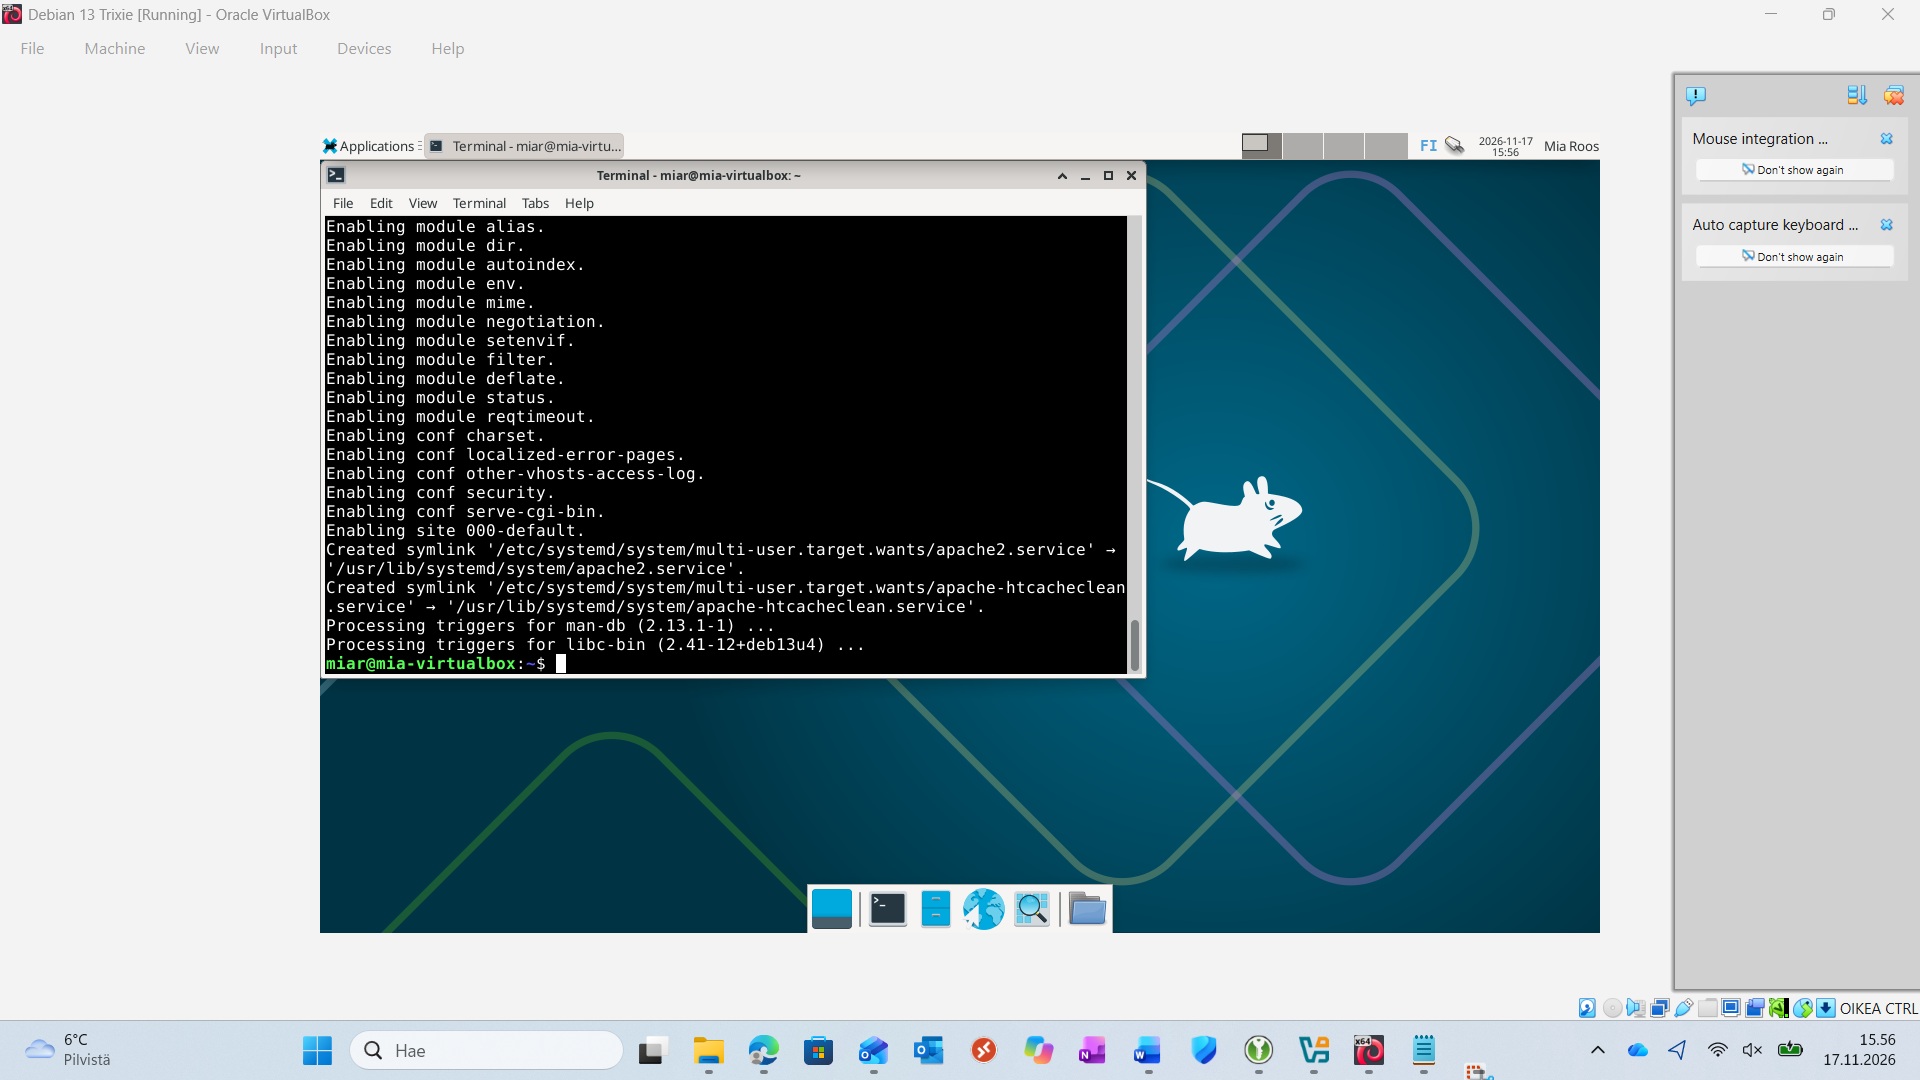 Debian 13 Trixie [Running] - Oracle VirtualBox
File Machine View Input Devices Help
Mouse integration ...
Don't show again
Auto capture keyboard ...
Don't show again
Applications
Terminal - miar@mia-virtu...
FI
2026-11-17
15:56
Mia Roos
Terminal - miar@mia-virtualbox: ~
File Edit View Terminal Tabs Help
Enabling module alias.
Enabling module dir.
Enabling module autoindex.
Enabling module env.
Enabling module mime.
Enabling module negotiation.
Enabling module setenvif.
Enabling module filter.
Enabling module deflate.
Enabling module status.
Enabling module reqtimeout.
Enabling conf charset.
Enabling conf localized-error-pages.
Enabling conf other-vhosts-access-log.
Enabling conf security.
Enabling conf serve-cgi-bin.
Enabling site 000-default.
Created symlink '/etc/systemd/system/multi-user.target.wants/apache2.service' →
'/usr/lib/systemd/system/apache2.service'.
Created symlink '/etc/systemd/system/multi-user.target.wants/apache-htcacheclean
.service' → '/usr/lib/systemd/system/apache-htcacheclean.service'.
Processing triggers for man-db (2.13.1-1) ...
Processing triggers for libc-bin (2.41-12+deb13u4) ...
miar@mia-virtualbox:~$
OIKEA CTRL
6°C
Pilvistä
Hae
15.56
17.11.2026